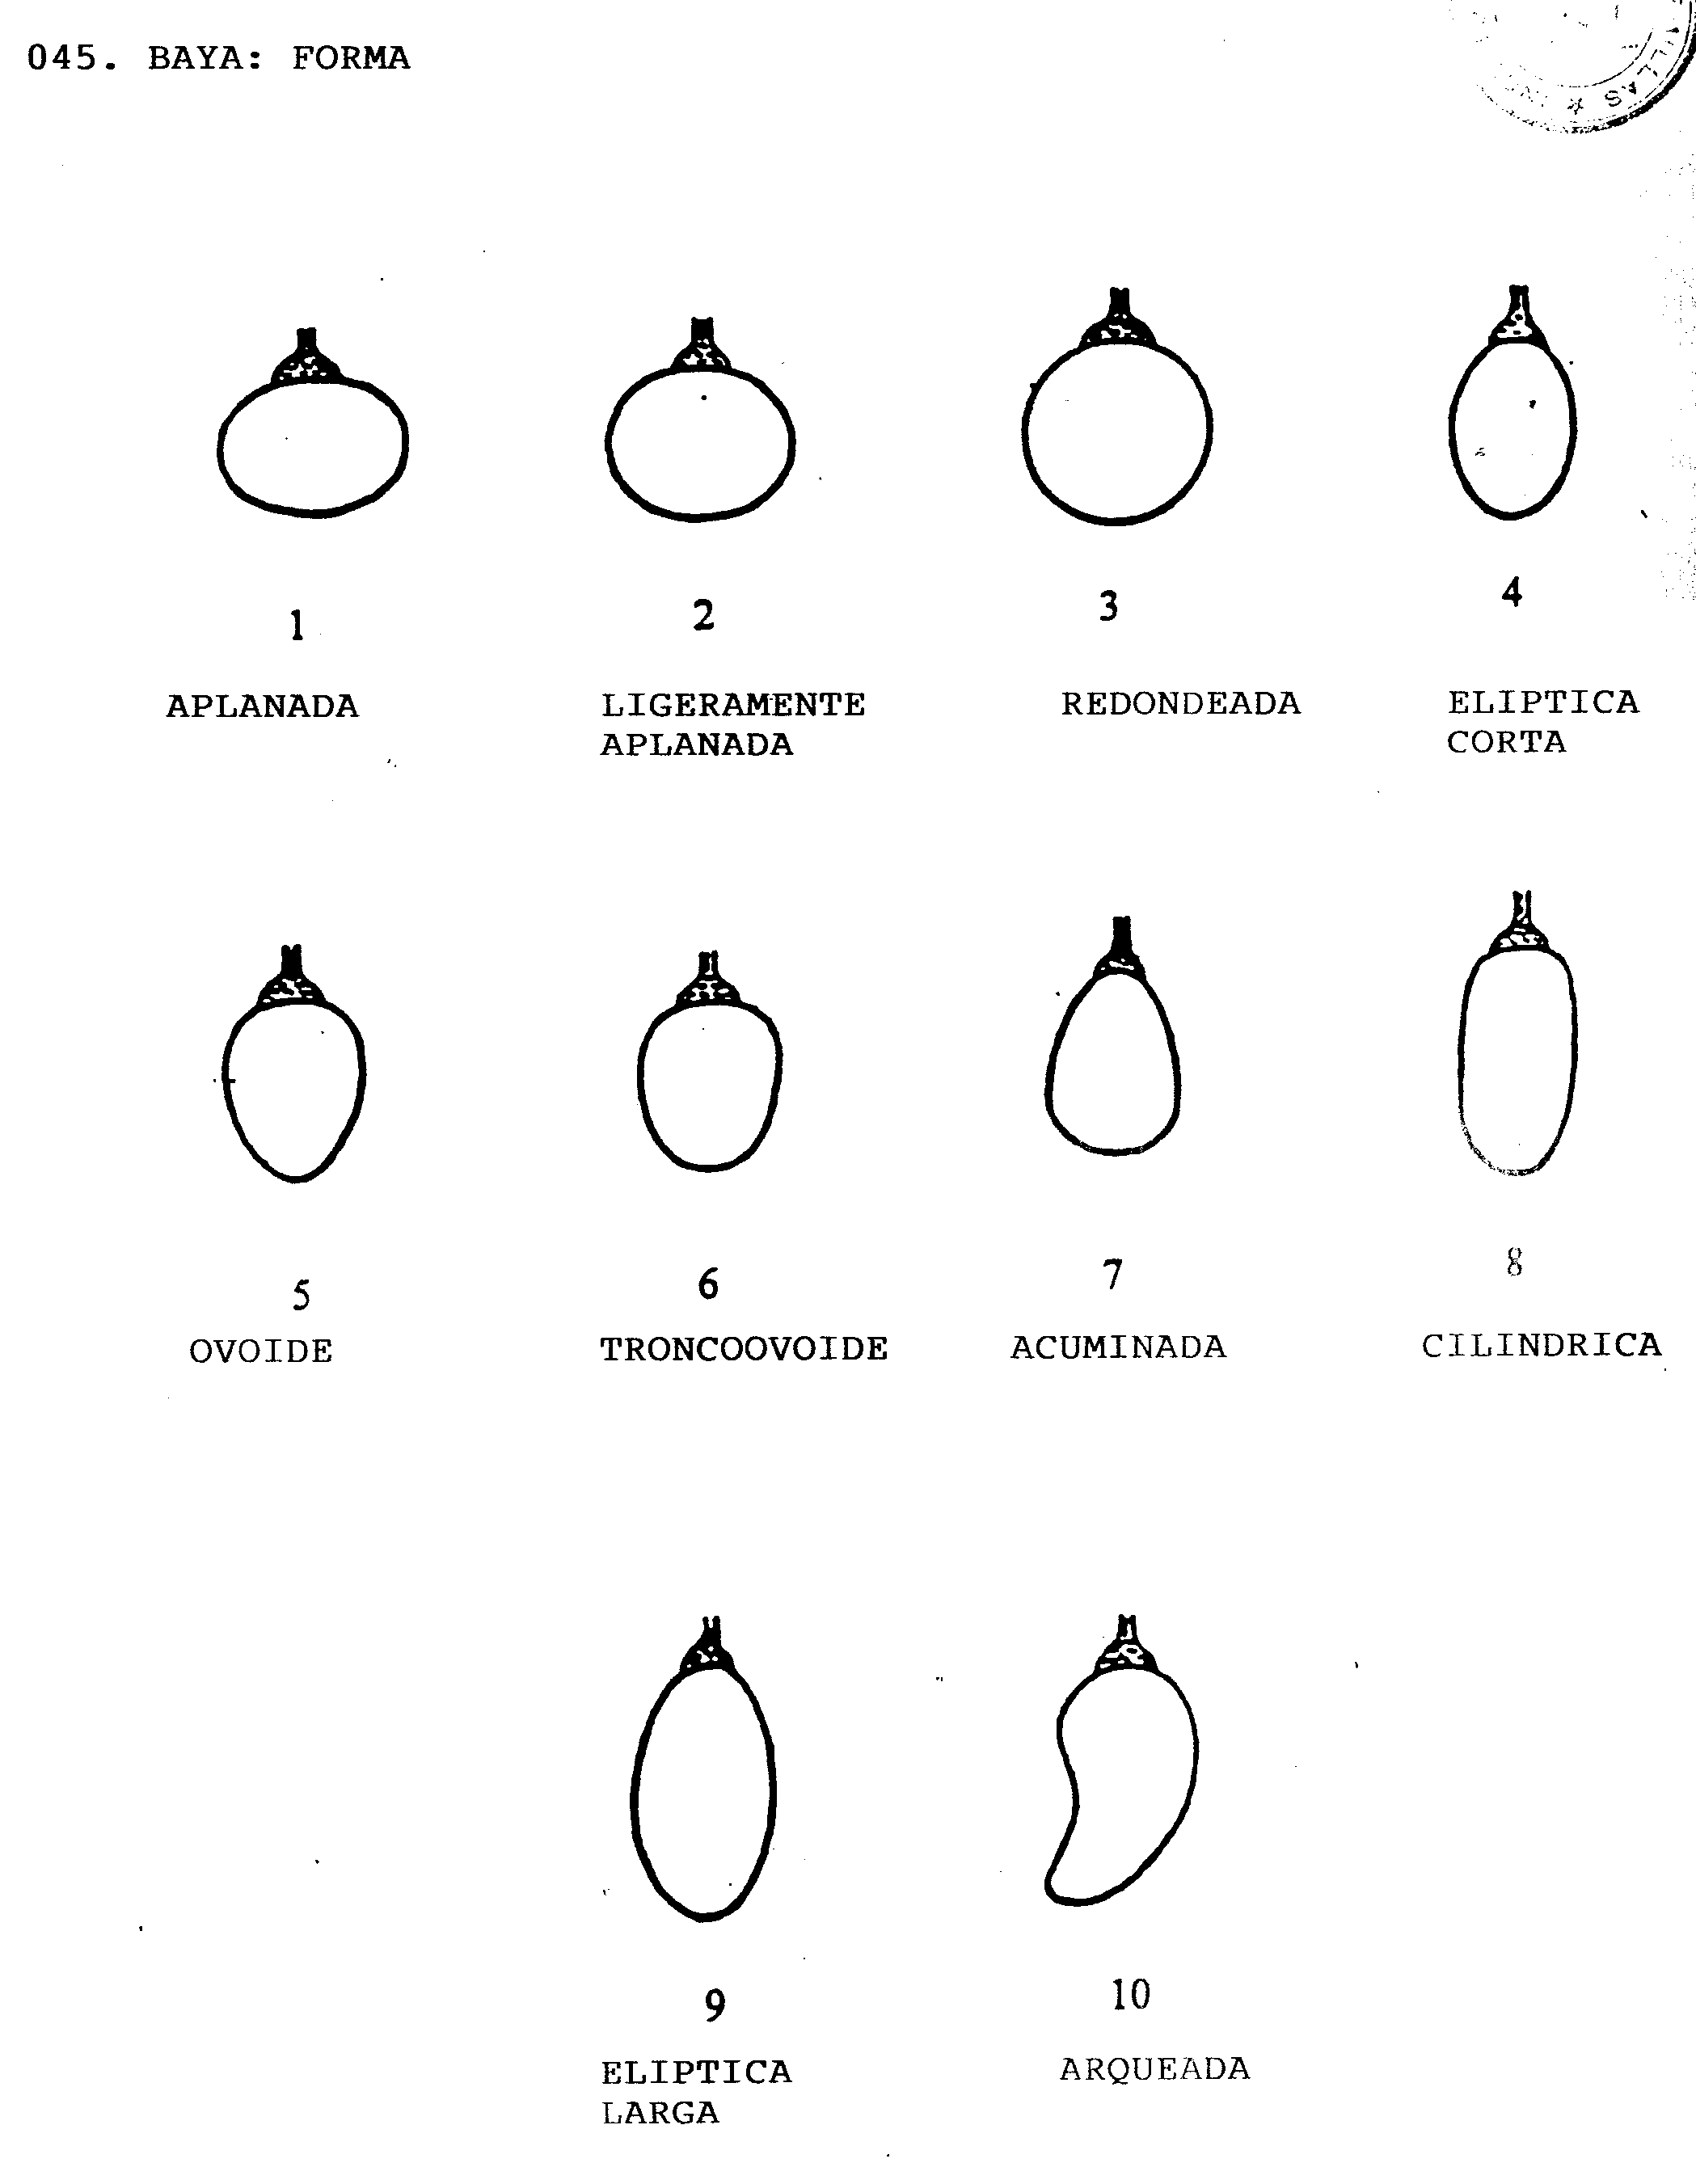 045. BAYA: FORMA
LLAS *
1
2
3
4
APLANADA
LIGERAMENTE
APLANADA
REDONDEADA
ELIPTICA
CORTA
5
6
7
8
OVOIDE
TRONCOOVOIDE
ACUMINADA
CILINDRICA
9
10
ELIPTICA
LARGA
ARQUEADA